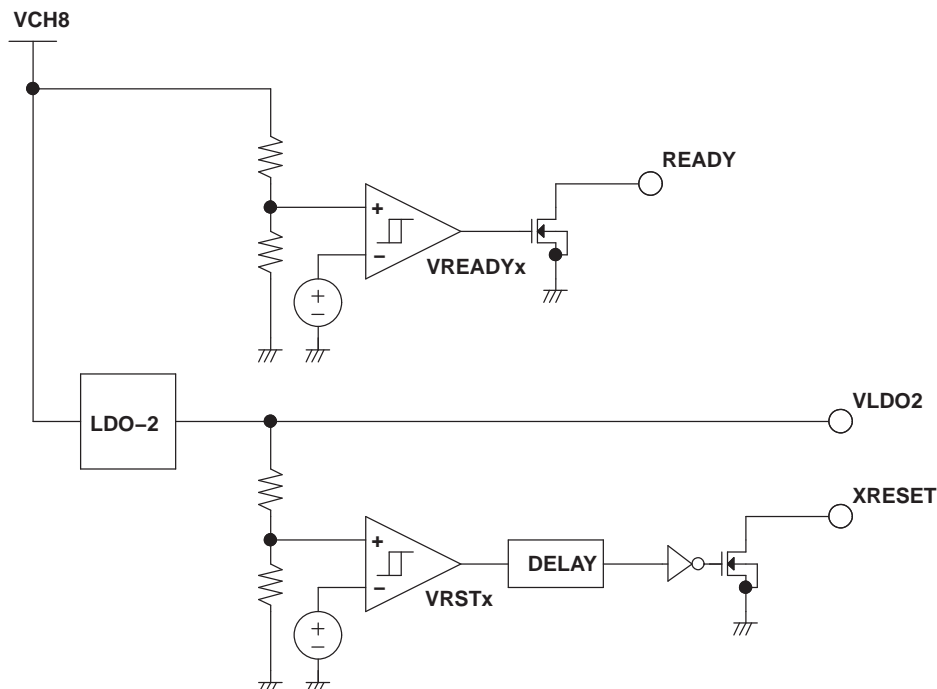 VCH8
READY
+
−
VREADYx
+
−
LDO−2
VLDO2
XRESET
+
−
DELAY
VRSTx
+
−